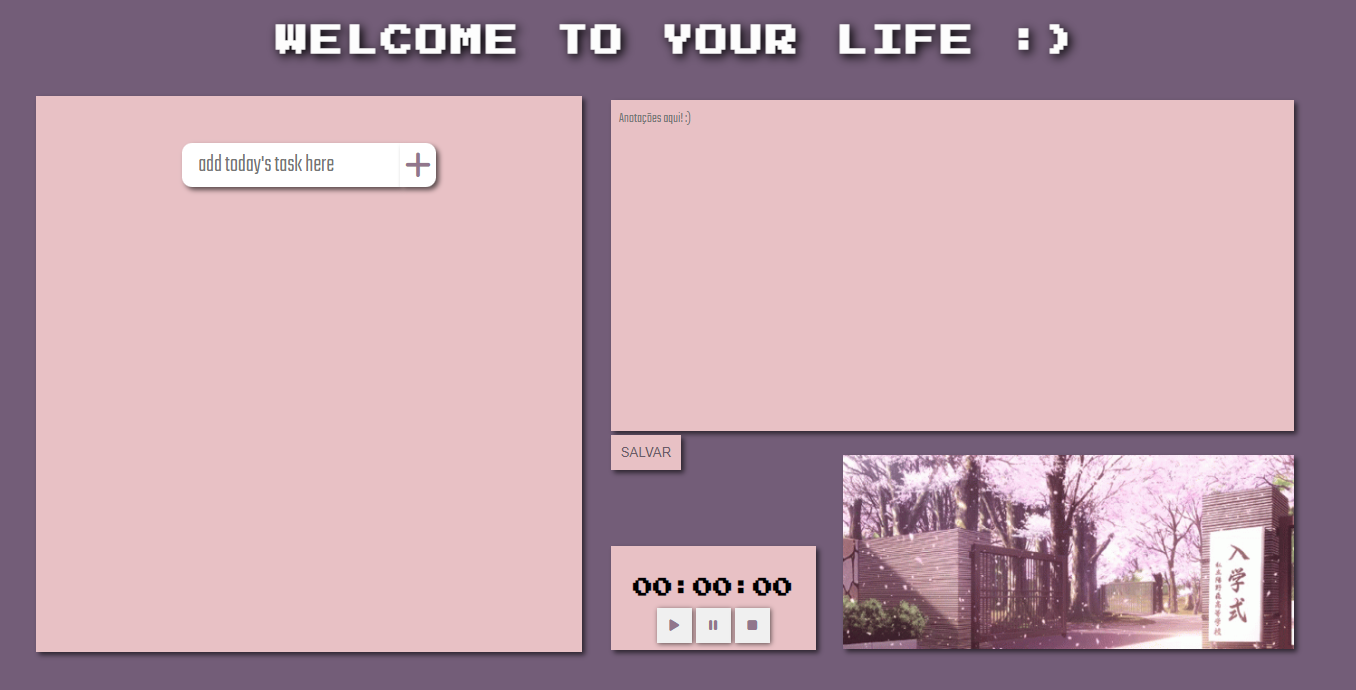 WELCOME TO YOUR LIFE :)
add today's task here
Anotações aqui! :)
SALVAR
00:00:00
入学式